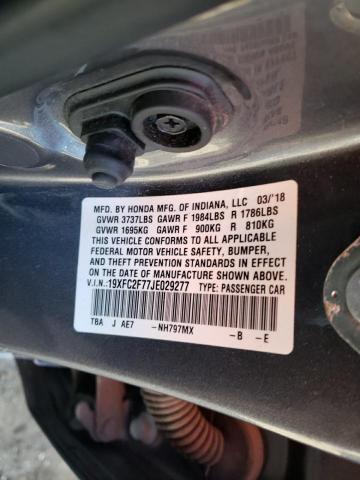 MFD. BY HONDA MFG. OF INDIANA, LLC 03/'18
GVWR 3737LBS GAWR F 1984LBS R 1786LBS
GVWR 1695KG GAWR F 900KG R 810KG
THIS VEHICLE CONFORMS TO ALL APPLICABLE
FEDERAL MOTOR VEHICLE SAFETY, BUMPER,
AND THEFT PREVENTION STANDARDS IN EFFECT
ON THE DATE OF MANUFACTURE SHOWN ABOVE.
V.I.N.:19XFC2F77JE029277 TYPE: PASSENGER CAR
TBA J AE7 -NH797MX -B -E